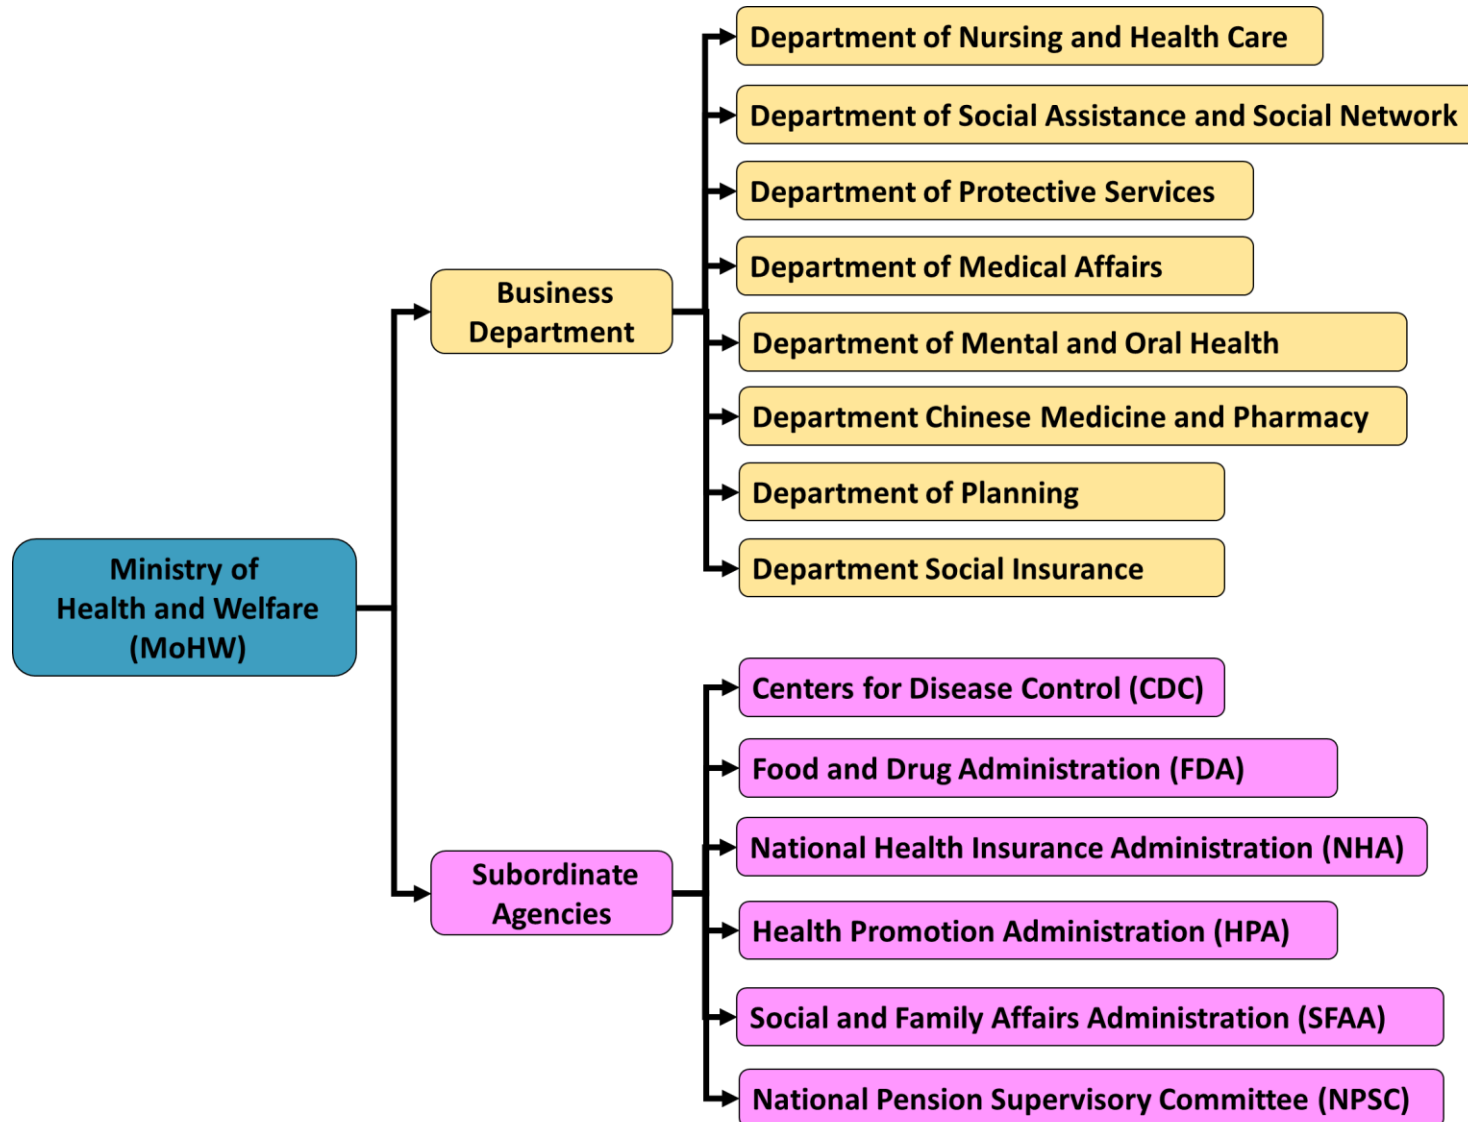 Ministry of
Health and Welfare
(MoHW)
Business
Department
Department of Nursing and Health Care
Department of Social Assistance and Social Network
Department of Protective Services
Department of Medical Affairs
Department of Mental and Oral Health
Department Chinese Medicine and Pharmacy
Department of Planning
Department Social Insurance
Subordinate
Agencies
Centers for Disease Control (CDC)
Food and Drug Administration (FDA)
National Health Insurance Administration (NHA)
Health Promotion Administration (HPA)
Social and Family Affairs Administration (SFAA)
National Pension Supervisory Committee (NPSC)